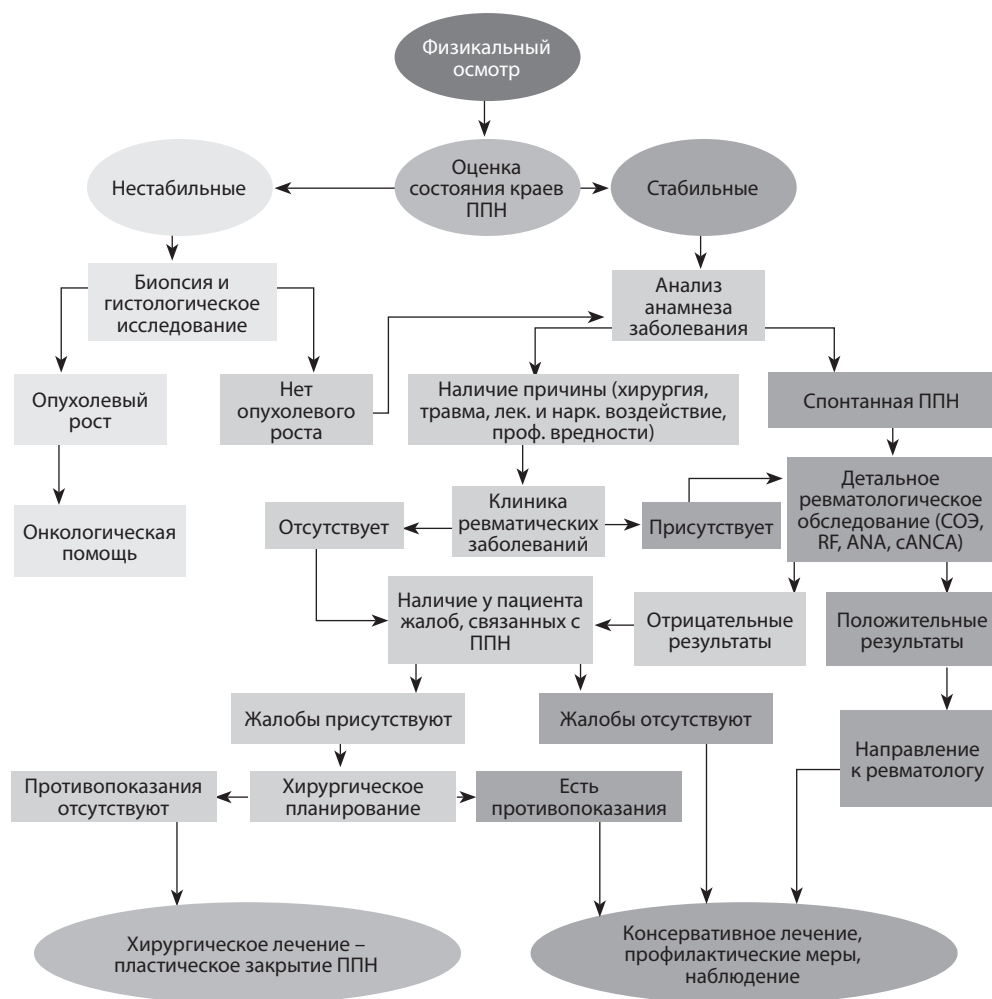 Физикальный
осмотр
Оценка
состояния краев
ППН
Нестабильные
Стабильные
Биопсия и
гистологическое
исследование
Анализ
анамнеза
заболевания
Опухолевый
рост
Нет
опухолевого
роста
Наличие причины (хирургия,
травма, лек. и нарк. воздействие,
проф. вредности)
Спонтанная ППН
Онкологическая
помощь
Отсутствует
Клиника
ревматических
заболеваний
Присутствует
Детальное
ревматологическое
обследование (СОЭ,
RF, ANA, cANCA)
Наличие у пациента
жалоб, связанных с
ППН
Отрицательные
результаты
Положительные
результаты
Жалобы присутствуют
Жалобы отсутствуют
Направление
к ревматологу
Противопоказания
отсутствуют
Хирургическое
планирование
Есть
противопоказания
Хирургическое лечение –
пластическое закрытие ППН
Консервативное лечение,
профилактические меры,
наблюдение